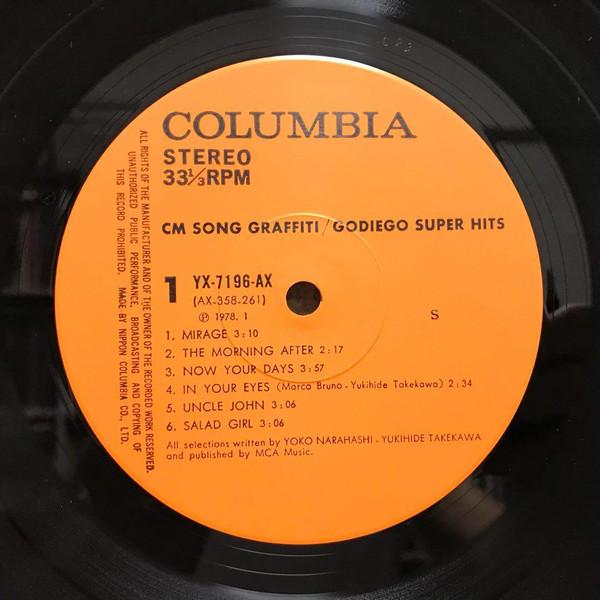 COLUMBIA
STEREO
33⅓RPM
CM SONG GRAFFITI/GODIEGO SUPER HITS
1
YX-7196-AX
(AX-358-261)
Ⓟ 1978. 1
S
1. MIRAGE 3:10
2. THE MORNING AFTER 2:17
3. NOW YOUR DAYS 3:57
4. IN YOUR EYES (Marco Bruno - Yukihide Takekawa) 2:34
5. UNCLE JOHN 3:06
6. SALAD GIRL 3:06
All selections written by YOKO NARAHASHI - YUKIHIDE TAKEKAWA
and published by MCA Music.
ALL RIGHTS OF THE MANUFACTURER AND OF THE OWNER OF THE RECORDED WORK RESERVED.
UNAUTHORIZED PUBLIC PERFORMANCE, BROADCASTING AND COPYING OF
THIS RECORD PROHIBITED. MADE BY NIPPON COLUMBIA CO., LTD.